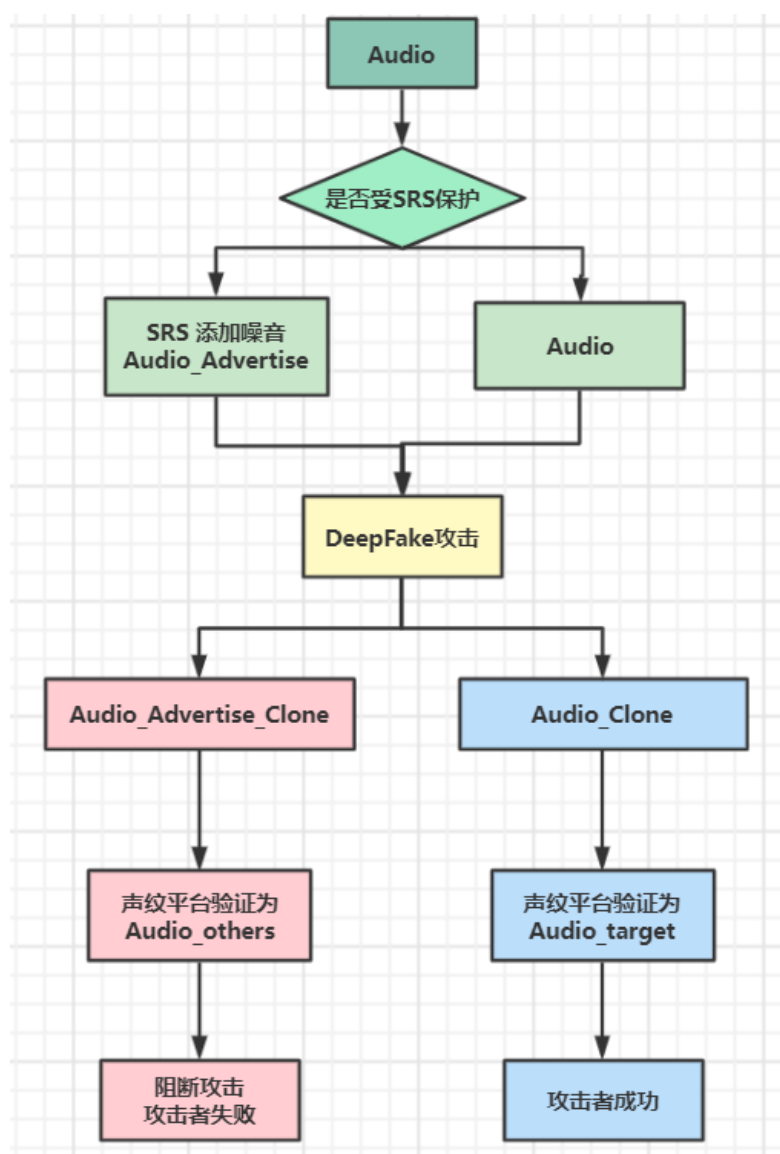 Audio
是否受SRS保护
SRS 添加噪音
Audio_Advertise
Audio
DeepFake攻击
Audio_Advertise_Clone
Audio_Clone
声纹平台验证为
Audio_others
声纹平台验证为
Audio_target
阻断攻击
攻击者失败
攻击者成功